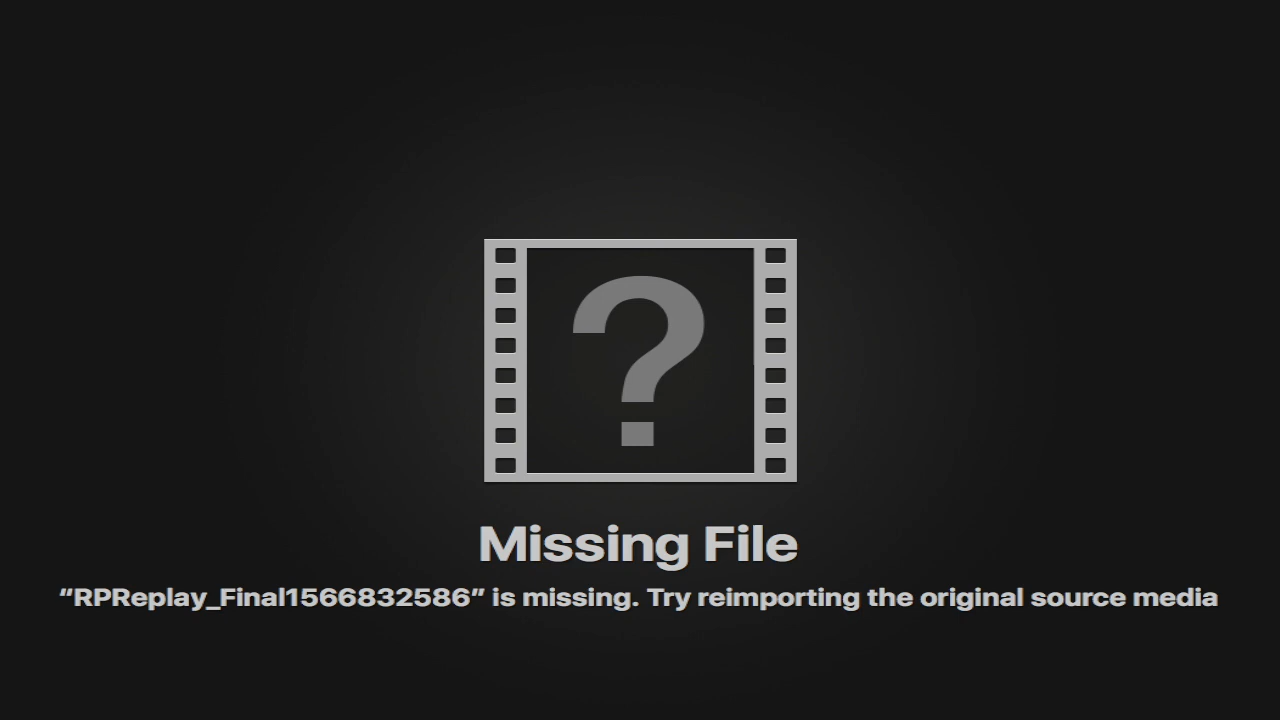 ?
Missing File
“RPReplay_Final1566832586” is missing. Try reimporting the original source media